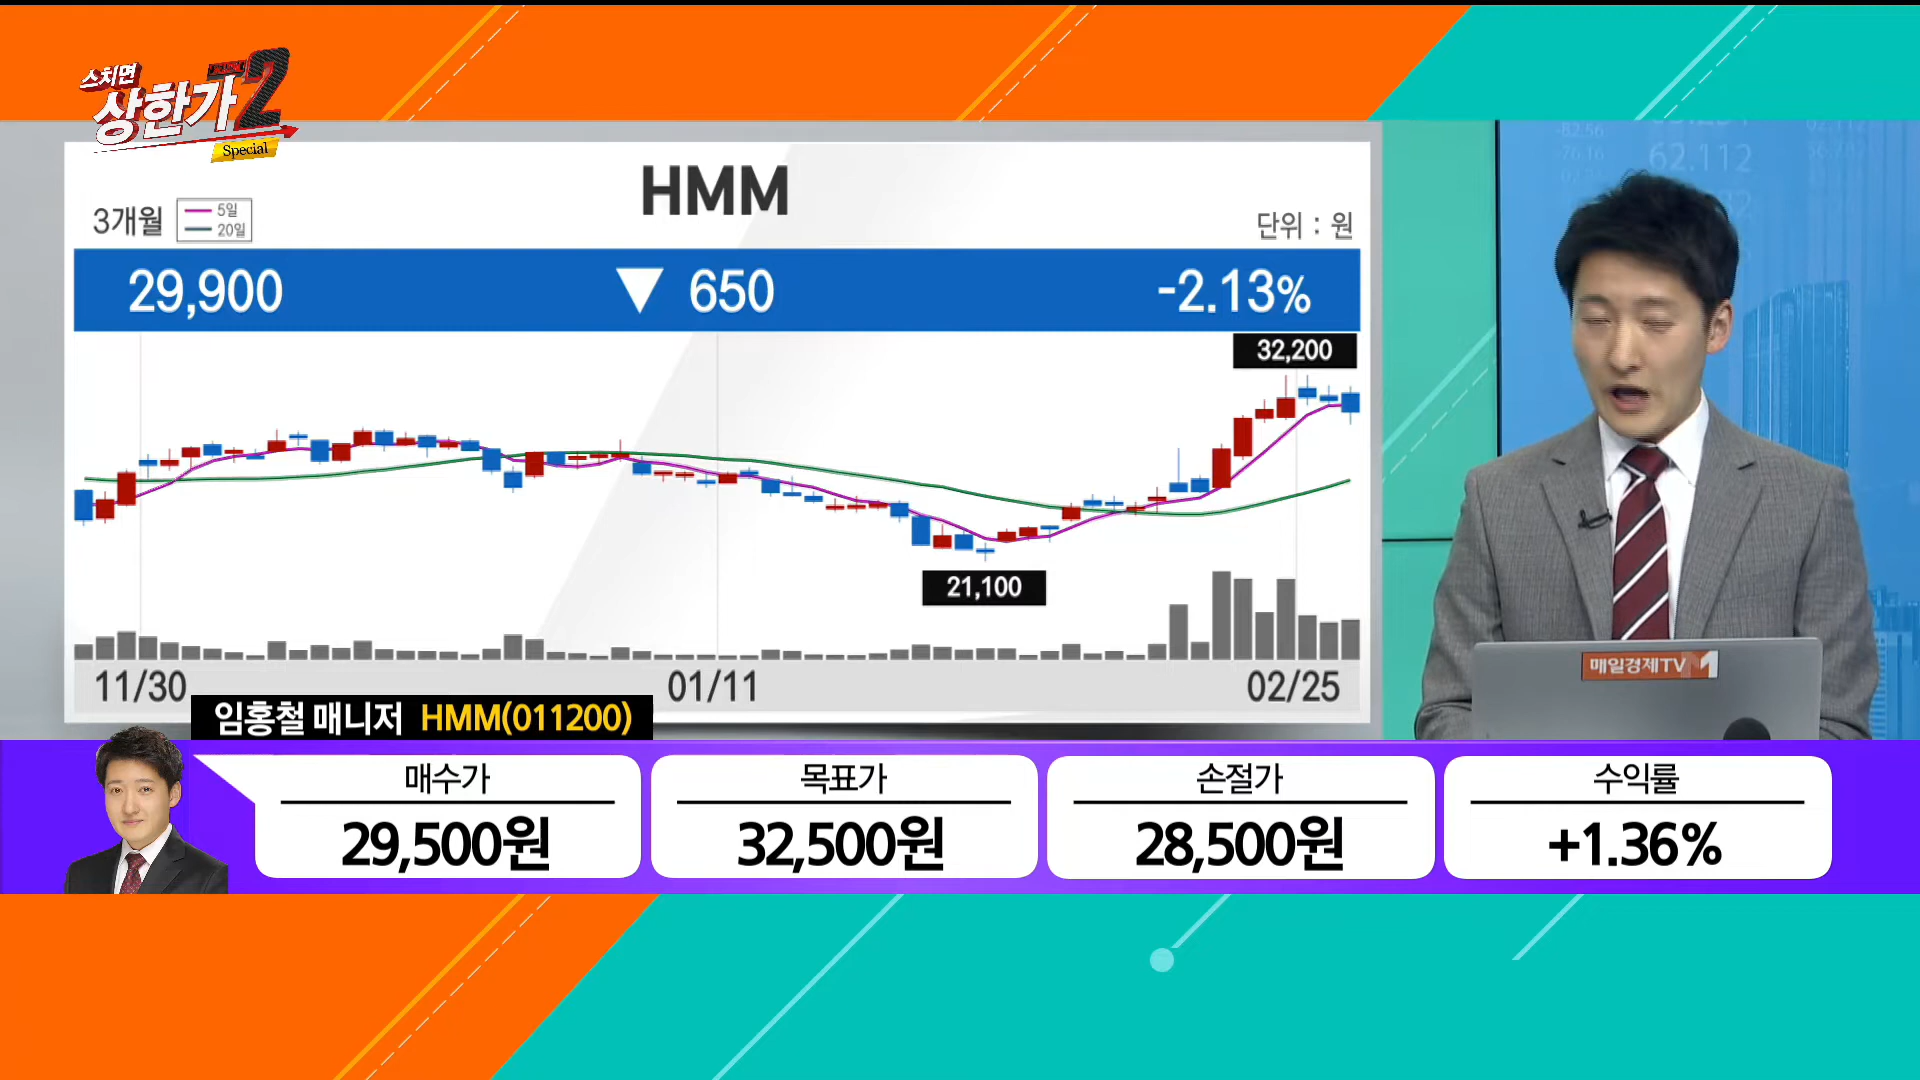 스치면
상한가2
Special
HMM
3개월
5일
20일
단위 : 원
29,900 ▼ 650 -2.13%
32,200
21,100
11/30 01/11 02/25
62.112
매일경제TV M
임홍철 매니저 HMM(011200)
매수가 목표가 손절가 수익률
29,500원 32,500원 28,500원 +1.36%